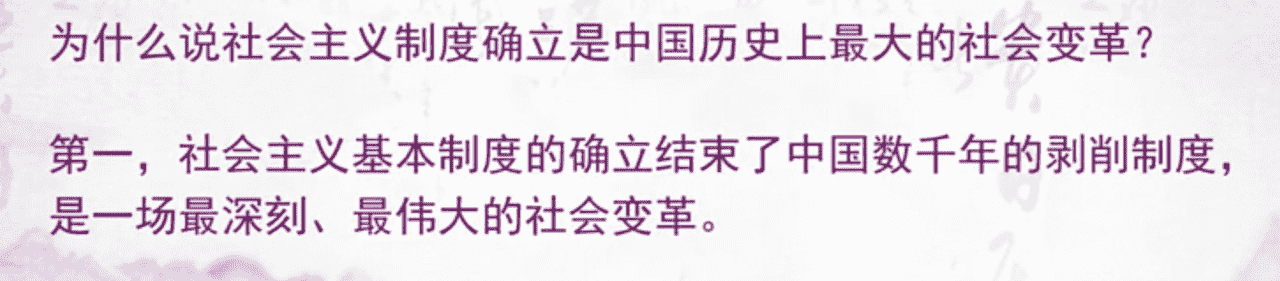 为什么说社会主义制度确立是中国历史上最大的社会变革？
第一，社会主义基本制度的确立结束了中国数千年的剥削制度，
是一场最深刻、最伟大的社会变革。